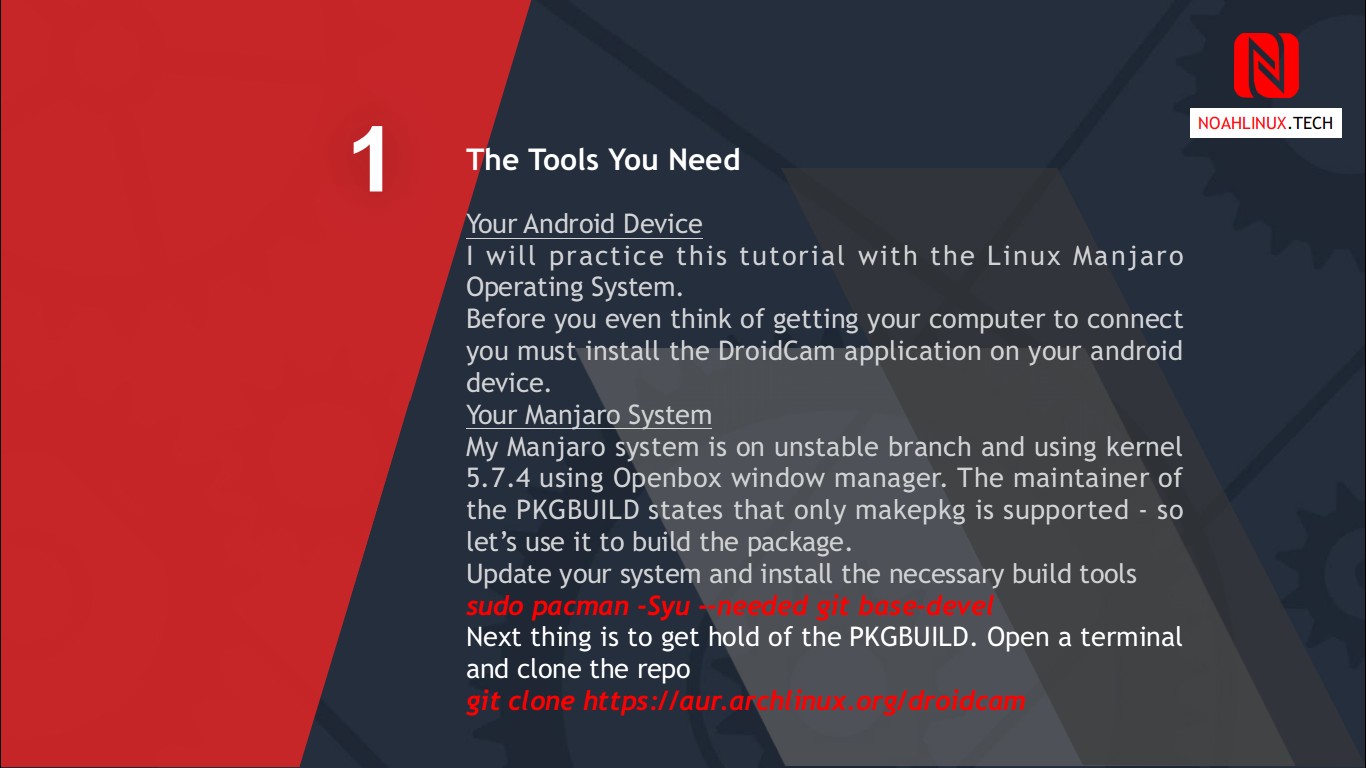 NOAHLINUX.TECH
1
The Tools You Need
Your Android Device
I will practice this tutorial with the Linux Manjaro
Operating System.
Before you even think of getting your computer to connect
you must install the DroidCam application on your android
device.
Your Manjaro System
My Manjaro system is on unstable branch and using kernel
5.7.4 using Openbox window manager. The maintainer of
the PKGBUILD states that only makepkg is supported - so
let’s use it to build the package.
Update your system and install the necessary build tools
sudo pacman -Syu --needed git base-devel
Next thing is to get hold of the PKGBUILD. Open a terminal
and clone the repo
git clone https://aur.archlinux.org/droidcam